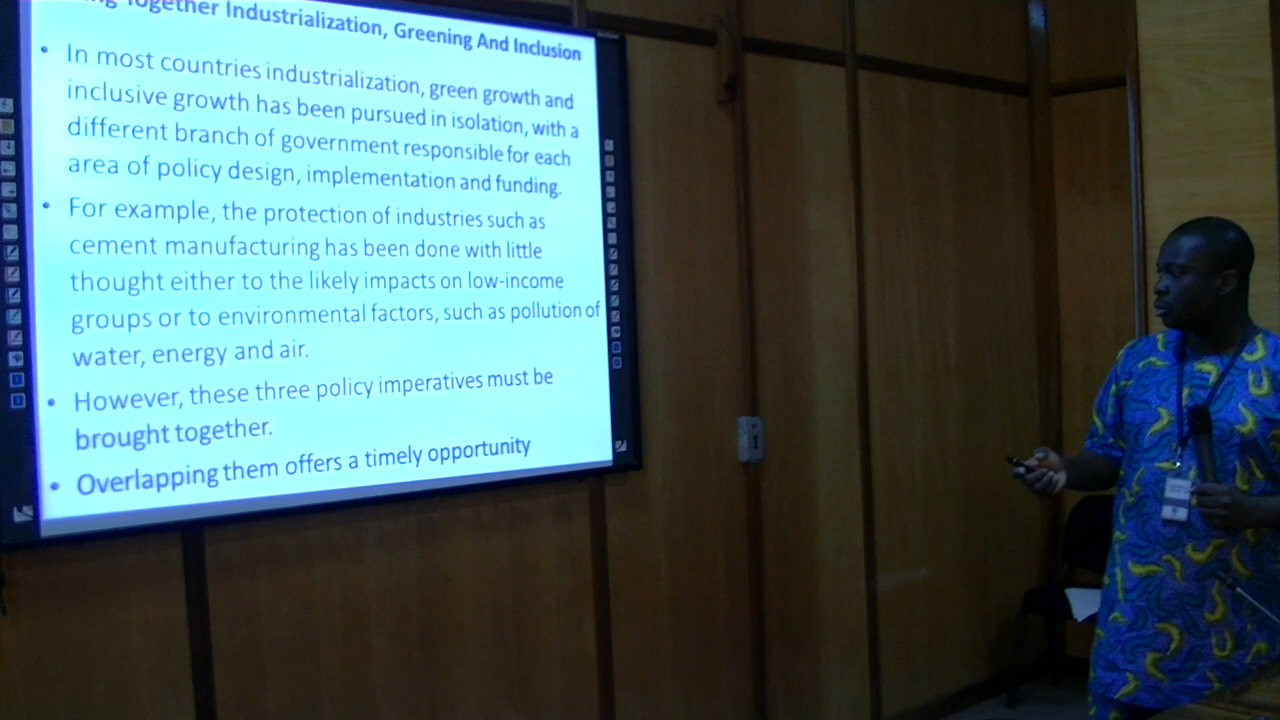 Together Industrialization, Greening And Inclusion
• In most countries industrialization, green growth and
inclusive growth has been pursued in isolation, with a
different branch of government responsible for each
area of policy design, implementation and funding.
• For example, the protection of industries such as
cement manufacturing has been done with little
thought either to the likely impacts on low-income
groups or to environmental factors, such as pollution of
water, energy and air.
• However, these three policy imperatives must be
brought together.
• Overlapping them offers a timely opportunity